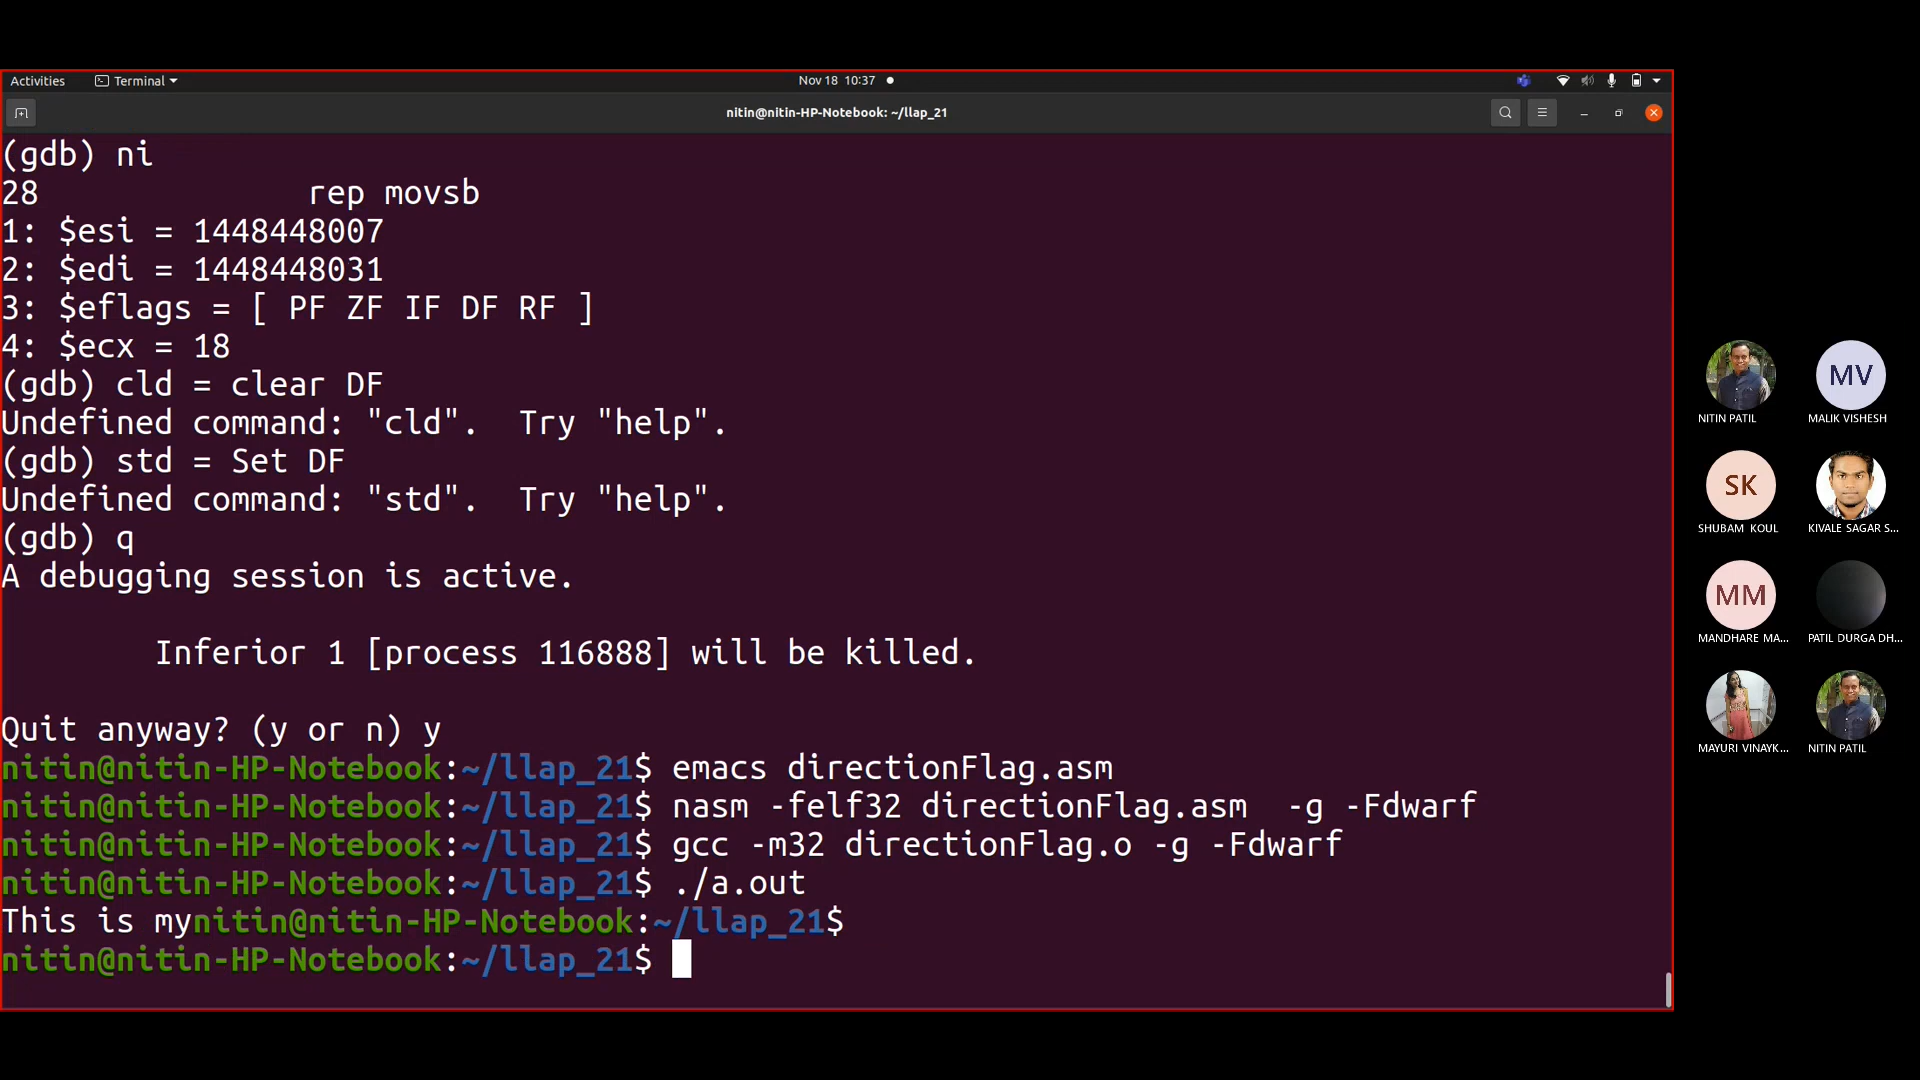 Activities Terminal Nov 18 10:37
nitin@nitin-HP-Notebook: ~/llap_21
(gdb) ni
28 rep movsb
1: $esi = 1448448007
2: $edi = 1448448031
3: $eflags = [ PF ZF IF DF RF ]
4: $ecx = 18
(gdb) cld = clear DF
Undefined command: "cld". Try "help".
(gdb) std = Set DF
Undefined command: "std". Try "help".
(gdb) q
A debugging session is active.
Inferior 1 [process 116888] will be killed.
Quit anyway? (y or n) y
nitin@nitin-HP-Notebook:~/llap_21$ emacs directionFlag.asm
nitin@nitin-HP-Notebook:~/llap_21$ nasm -felf32 directionFlag.asm -g -Fdwarf
nitin@nitin-HP-Notebook:~/llap_21$ gcc -m32 directionFlag.o -g -Fdwarf
nitin@nitin-HP-Notebook:~/llap_21$ ./a.out
This is mynitin@nitin-HP-Notebook:~/llap_21$
nitin@nitin-HP-Notebook:~/llap_21$
MV
NITIN PATIL MALIK VISHESH
SK
SHUBAM KOUL KIVALE SAGAR S...
MM
MANDHARE MA... PATIL DURGA DH...
MAYURI VINAYK... NITIN PATIL